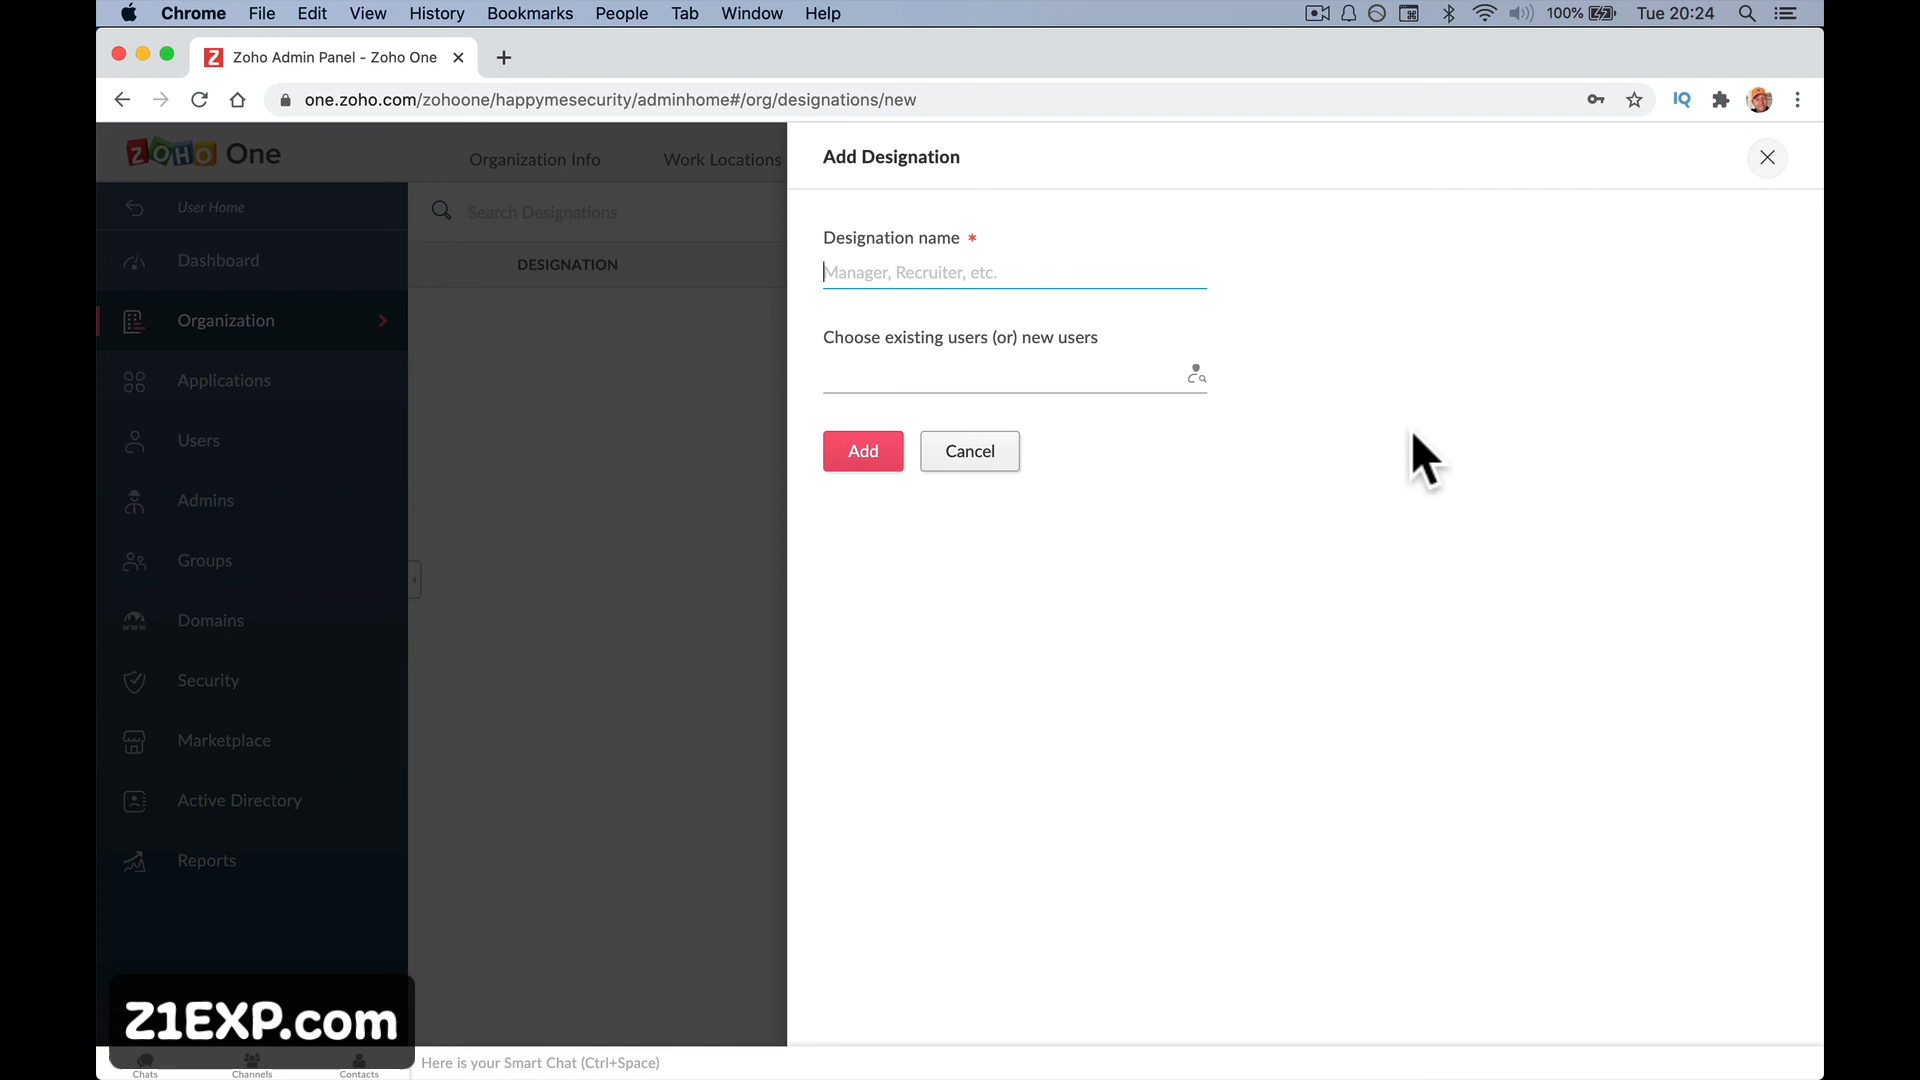 Chrome File Edit View History Bookmarks People Tab Window Help 100% Tue 20:24
Z Zoho Admin Panel - Zoho One
one.zoho.com/zohoone/happymesecurity/adminhome#/org/designations/new IQ
ZOHO One Organization Info Work Locations
Add Designation
User Home
Search Designations
Dashboard
DESIGNATION
Organization
Applications
Users
Admins
Groups
Domains
www
Security
Marketplace
Active Directory
Reports
Designation name *
Manager, Recruiter, etc.
Choose existing users (or) new users
Add Cancel
Z1EXP.com
Chats Channels Contacts
Here is your Smart Chat (Ctrl+Space)